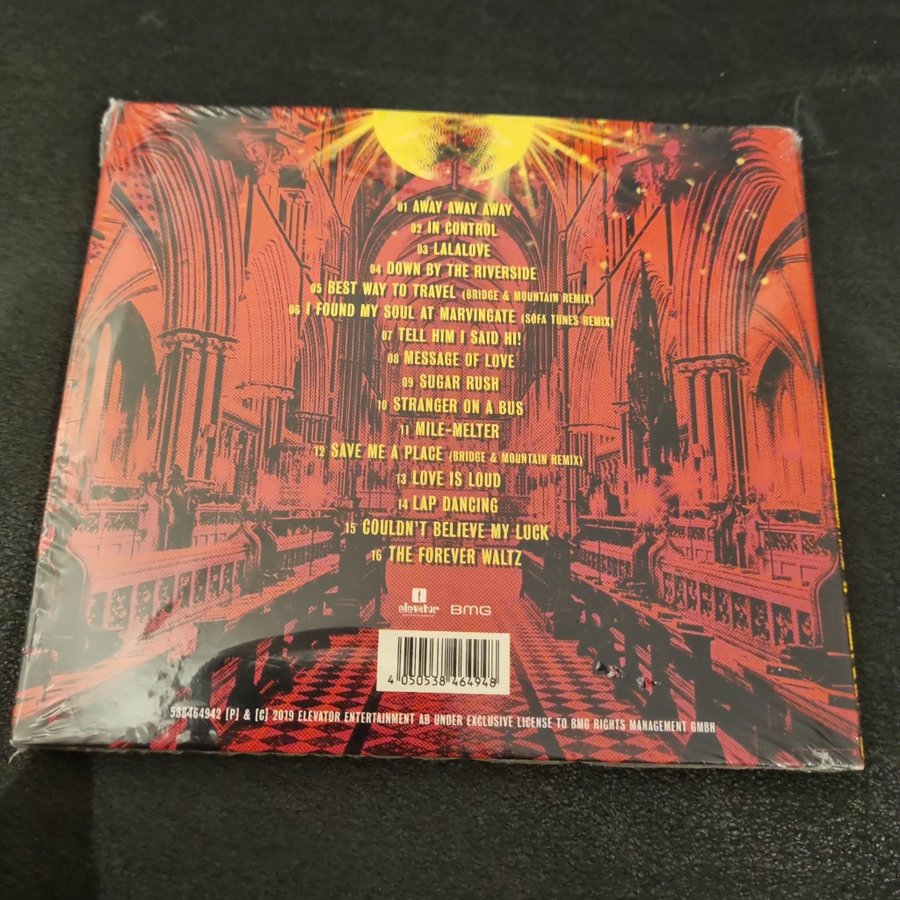 01 AWAY AWAY AWAY
02 IN CONTROL
03 LALALOVE
04 DOWN BY THE RIVERSIDE
05 BEST WAY TO TRAVEL (BRIDGE & MOUNTAIN REMIX)
06 I FOUND MY SOUL AT MARVINGATE (SOFA TUNES REMIX)
07 TELL HIM I SAID HI!
08 MESSAGE OF LOVE
09 SUGAR RUSH
10 STRANGER ON A BUS
11 MILE-MELTER
12 SAVE ME A PLACE (BRIDGE & MOUNTAIN REMIX)
13 LOVE IS LOUD
14 LAP DANCING
15 COULDN'T BELIEVE MY LUCK
16 THE FOREVER WALTZ
elevator BMG
entertainment
4 050538 464948
538464942 [P] & [C] 2019 ELEVATOR ENTERTAINMENT AB UNDER EXCLUSIVE LICENSE TO BMG RIGHTS MANAGEMENT GMBH